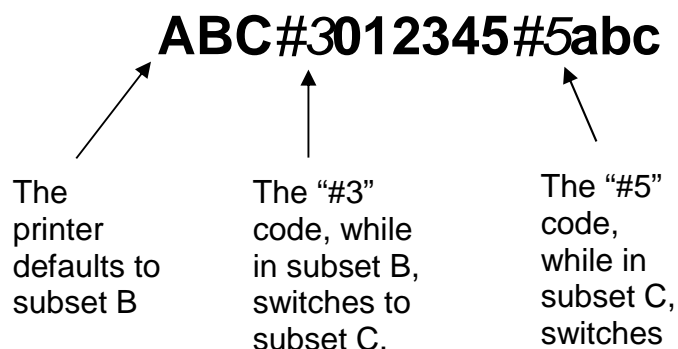 ABC#3012345#5abc
The
printer
defaults to
subset B
The “#3”
code, while
in subset B,
switches to
subset C.
The “#5”
code,
while in
subset C,
switches